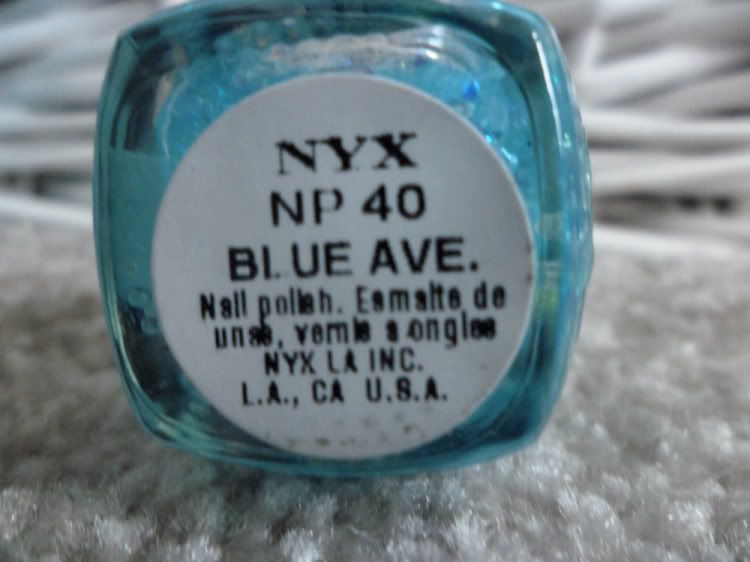 NYX
NP 40
BLUE AVE.
Nail polish. Esmalte de
unas, vernis a ongles
NYX LA INC.
L.A., CA U.S.A.